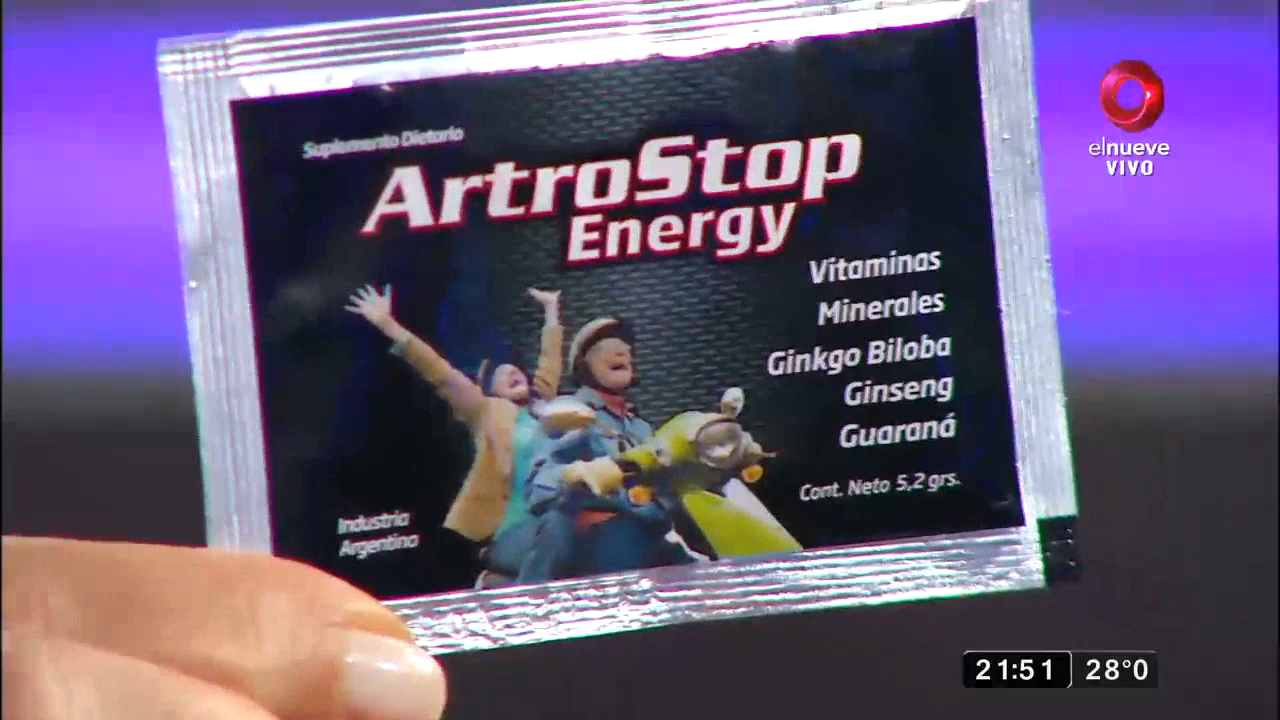 Suplemento Dietario
ArtroStop
Energy
Vitaminas
Minerales
Ginkgo Biloba
Ginseng
Guaraná
Cont. Neto 5,2 grs.
Industria
Argentina
elnueve
VIVO
21:51 28°0